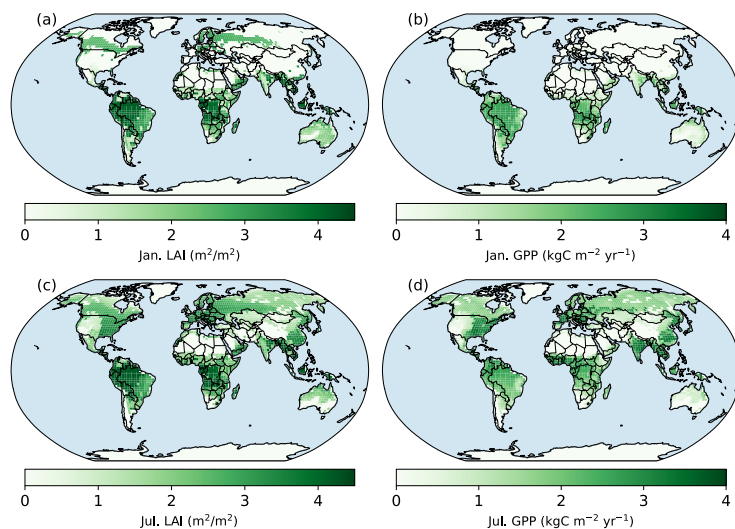 (a) (b)
0 1 2 3 4 0 1 2 3 4
Jan. LAI (m²/m²) Jan. GPP (kgC m⁻² yr⁻¹)
(c) (d)
0 1 2 3 4 0 1 2 3 4
Jul. LAI (m²/m²) Jul. GPP (kgC m⁻² yr⁻¹)